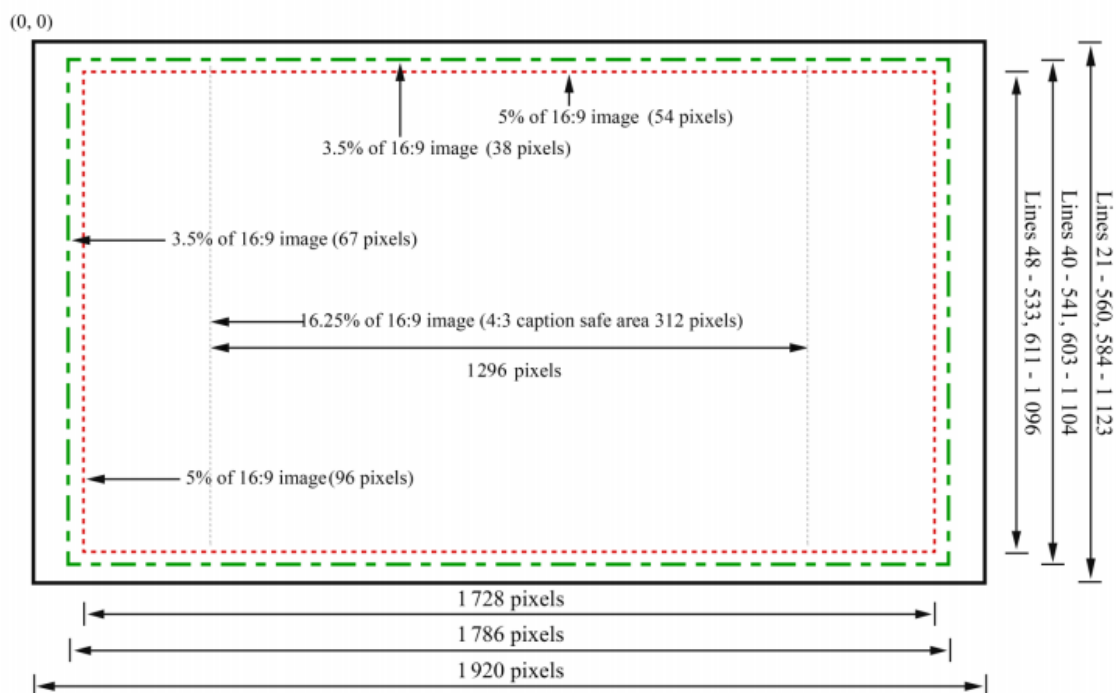 (0, 0)
5% of 16:9 image (54 pixels)
3.5% of 16:9 image (38 pixels)
3.5% of 16:9 image (67 pixels)
16.25% of 16:9 image (4:3 caption safe area 312 pixels)
1296 pixels
5% of 16:9 image (96 pixels)
Lines 48 - 533, 611 - 1 096
Lines 40 - 541, 603 - 1 104
Lines 21 - 560, 584 - 1 123
1 728 pixels
1 786 pixels
1 920 pixels